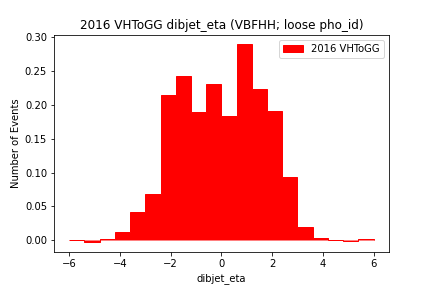 2016 VHToGG dibjet_eta (VBFHH; loose pho_id)
2016 VHToGG
0.30
0.25
0.20
0.15
0.10
0.05
0.00
Number of Events
−6 −4 −2 0 2 4 6
dibjet_eta